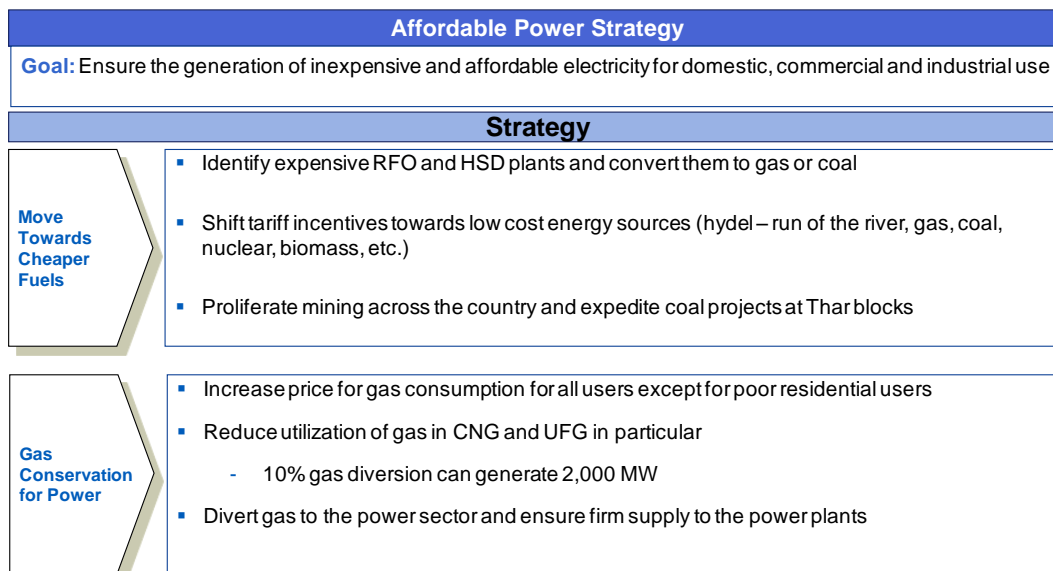 Affordable Power Strategy
Goal: Ensure the generation of inexpensive and affordable electricity for domestic, commercial and industrial use
Strategy
Move
Towards
Cheaper
Fuels
▪ Identify expensive RFO and HSD plants and convert them to gas or coal
▪ Shift tariff incentives towards low cost energy sources (hydel – run of the river, gas, coal,
nuclear, biomass, etc.)
▪ Proliferate mining across the country and expedite coal projects at Thar blocks
Gas
Conservation
for Power
▪ Increase price for gas consumption for all users except for poor residential users
▪ Reduce utilization of gas in CNG and UFG in particular
- 10% gas diversion can generate 2,000 MW
▪ Divert gas to the power sector and ensure firm supply to the power plants